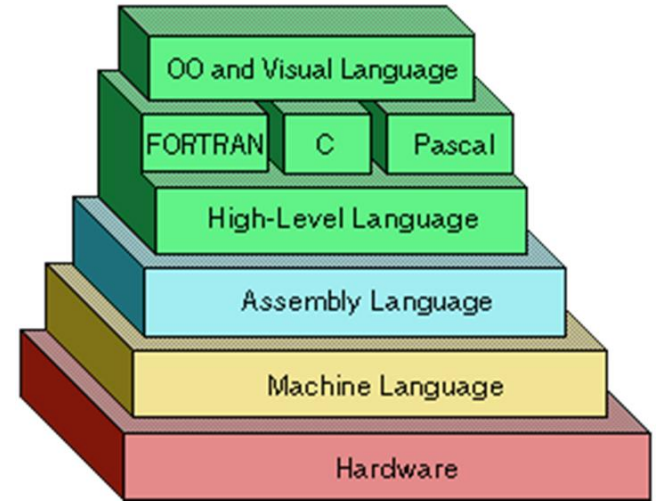 OO and Visual Language
FORTRAN C Pascal
High-Level Language
Assembly Language
Machine Language
Hardware